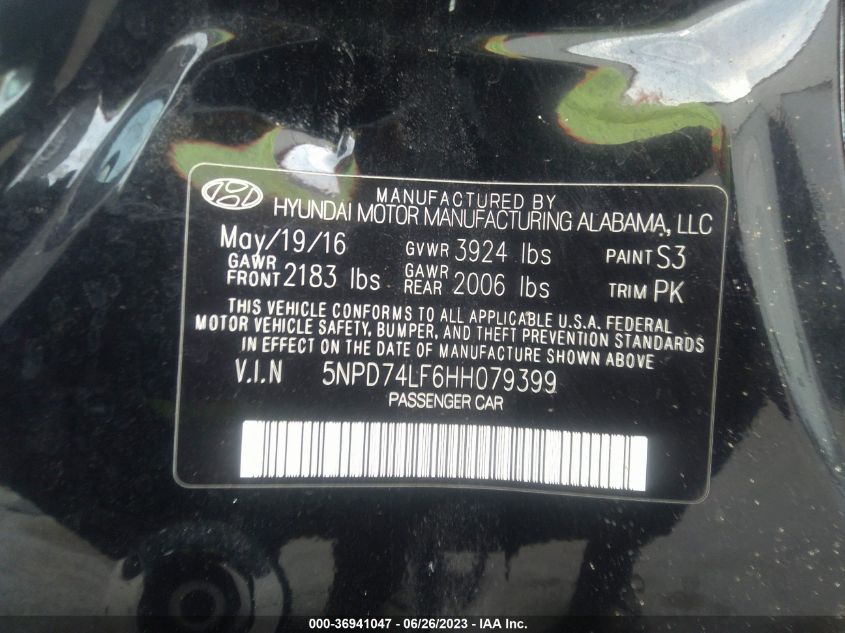 MANUFACTURED BY
HYUNDAI MOTOR MANUFACTURING ALABAMA, LLC
May/19/16 GVWR 3924 lbs PAINT S3
GAWR FRONT 2183 lbs GAWR REAR 2006 lbs TRIM PK
THIS VEHICLE CONFORMS TO ALL APPLICABLE U.S.A. FEDERAL
MOTOR VEHICLE SAFETY, BUMPER, AND THEFT PREVENTION STANDARDS
IN EFFECT ON THE DATE OF MANUFACTURE SHOWN ABOVE
V.I.N 5NPD74LF6HH079399
PASSENGER CAR
000-36941047 - 06/26/2023 - IAA Inc.